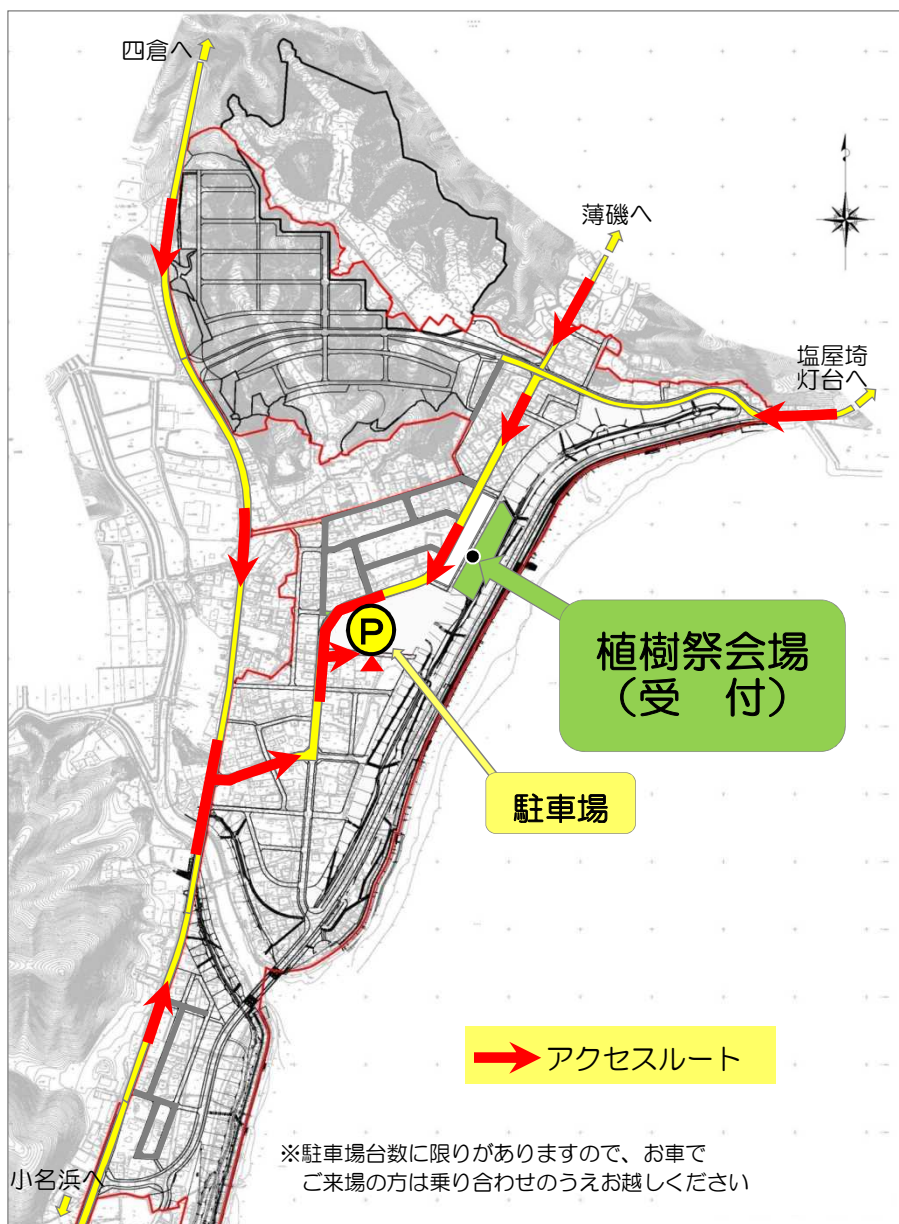 四倉へ
薄磯へ
塩屋埼
灯台へ
P
植樹祭会場
（受　付）
駐車場
アクセスルート
※駐車場台数に限りがありますので、お車で
ご来場の方は乗り合わせのうえお越しください
小名浜へ